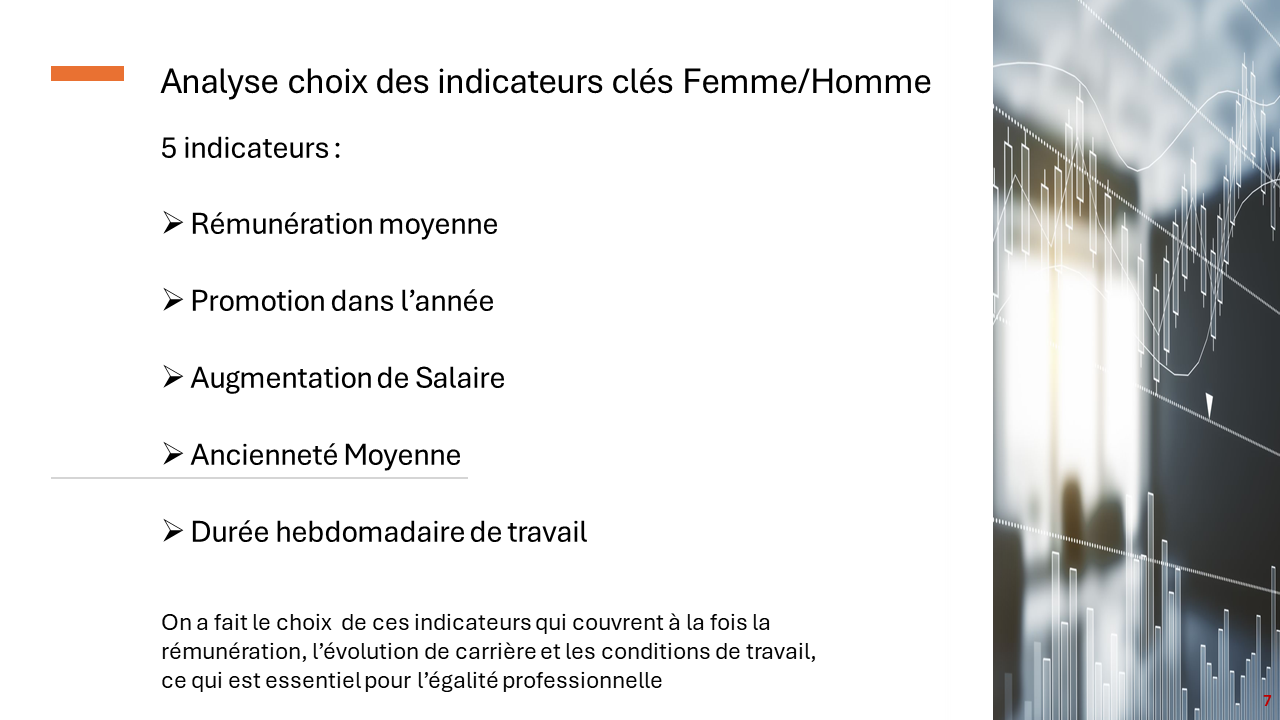 Analyse choix des indicateurs clés Femme/Homme
5 indicateurs :
Rémunération moyenne
Promotion dans l’année
Augmentation de Salaire
Ancienneté Moyenne
Durée hebdomadaire de travail
On a fait le choix de ces indicateurs qui couvrent à la fois la
rémunération, l’évolution de carrière et les conditions de travail,
ce qui est essentiel pour l’égalité professionnelle
7